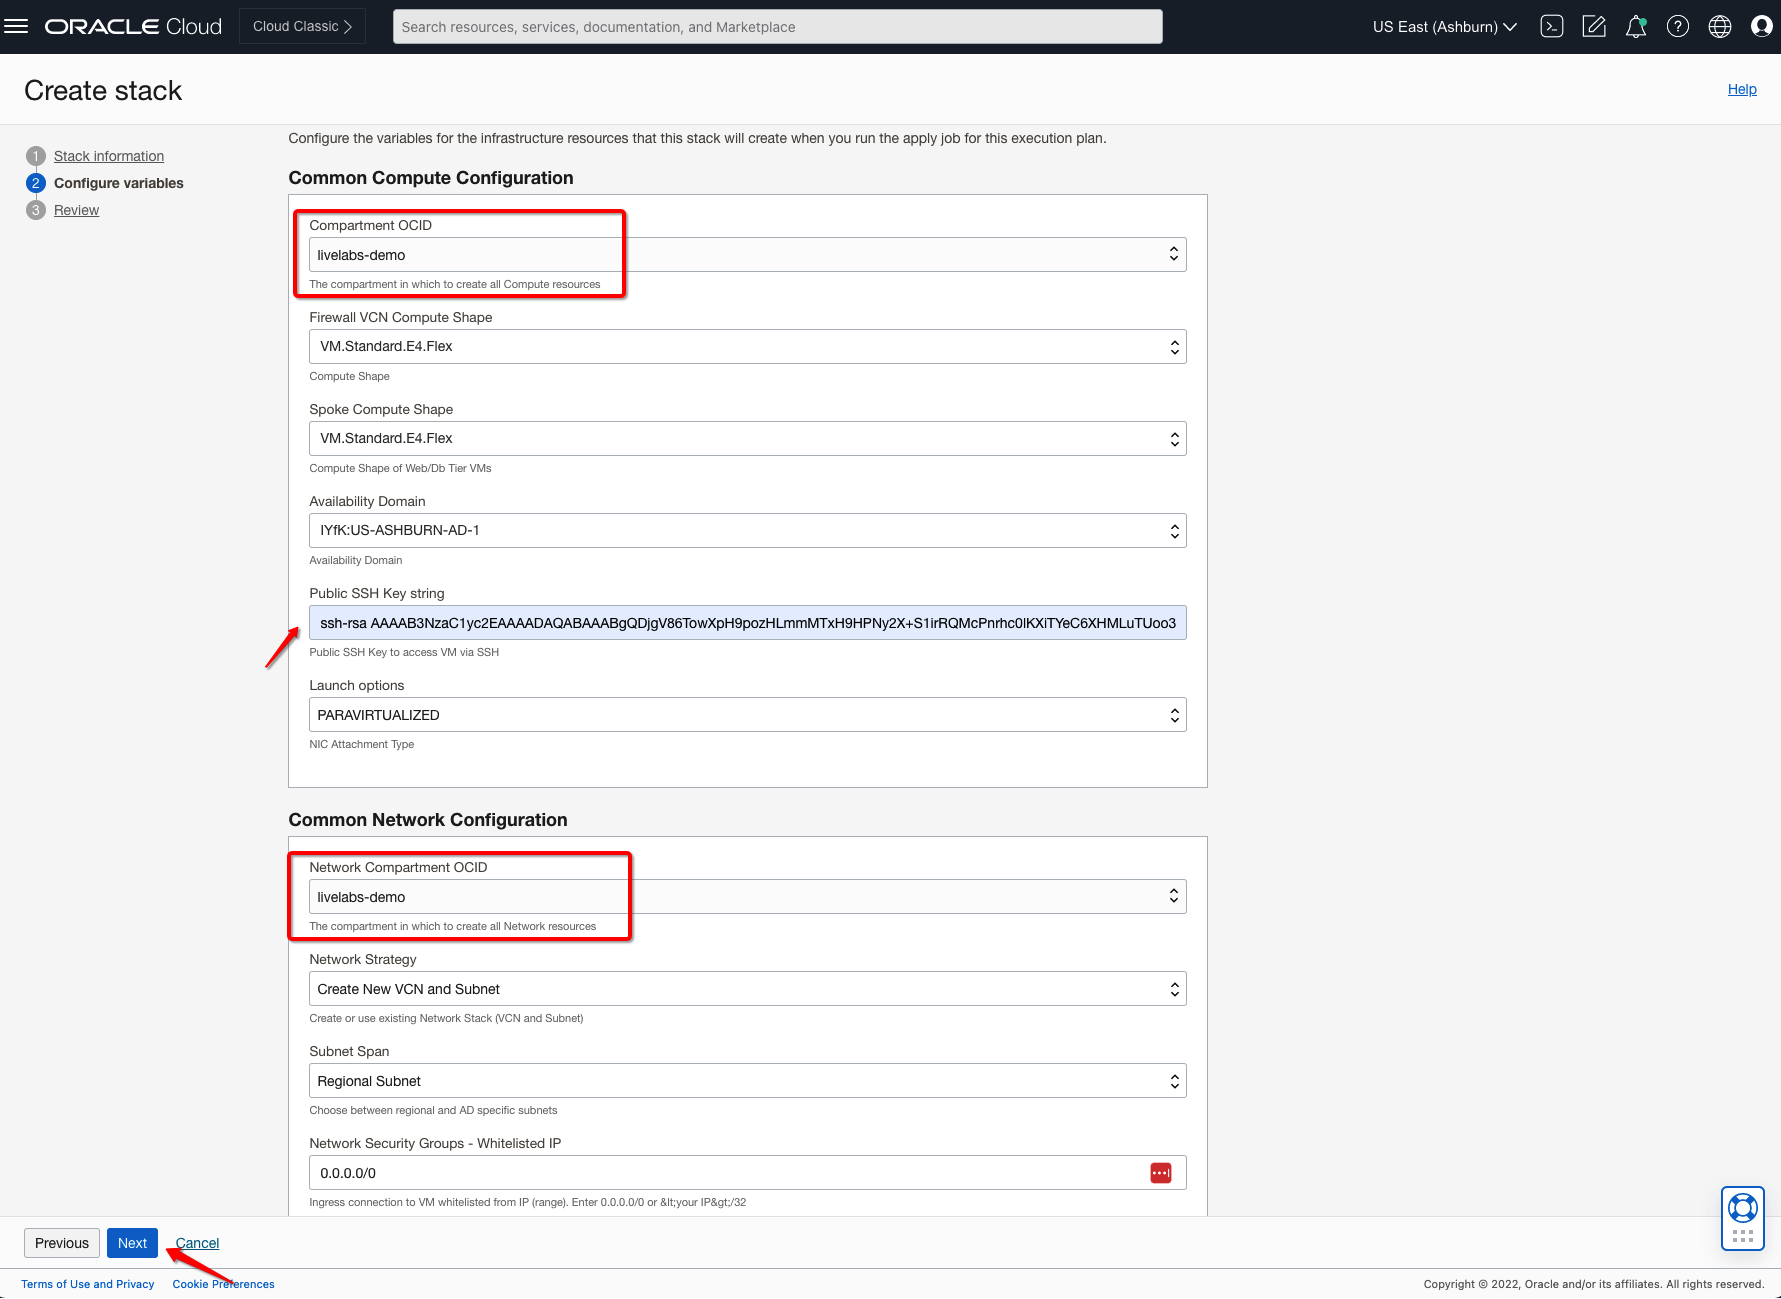 ORACLE Cloud
Cloud Classic
Search resources, services, documentation, and Marketplace
US East (Ashburn)
Create stack
Help
1 Stack information
2 Configure variables
3 Review
Configure the variables for the infrastructure resources that this stack will create when you run the apply job for this execution plan.
Common Compute Configuration
Compartment OCID
livelabs-demo
The compartment in which to create all Compute resources
Firewall VCN Compute Shape
VM.Standard.E4.Flex
Compute Shape
Spoke Compute Shape
VM.Standard.E4.Flex
Compute Shape of Web/Db Tier VMs
Availability Domain
IYfK:US-ASHBURN-AD-1
Availability Domain
Public SSH Key string
ssh-rsa AAAAB3NzaC1yc2EAAAADAQABAAABgQDjgV86TowXpH9pozHLmmMTxH9HPNy2X+S1irRQMcPnrhc0lKXiTYeC6XHMLuTUoo3
Public SSH Key to access VM via SSH
Launch options
PARAVIRTUALIZED
NIC Attachment Type
Common Network Configuration
Network Compartment OCID
livelabs-demo
The compartment in which to create all Network resources
Network Strategy
Create New VCN and Subnet
Create or use existing Network Stack (VCN and Subnet)
Subnet Span
Regional Subnet
Choose between regional and AD specific subnets
Network Security Groups - Whitelisted IP
0.0.0.0/0
Ingress connection to VM whitelisted from IP (range). Enter 0.0.0.0/0 or &lt;your IP&gt;/32
Previous
Next
Cancel
Terms of Use and Privacy
Cookie Preferences
Copyright © 2022, Oracle and/or its affiliates. All rights reserved.